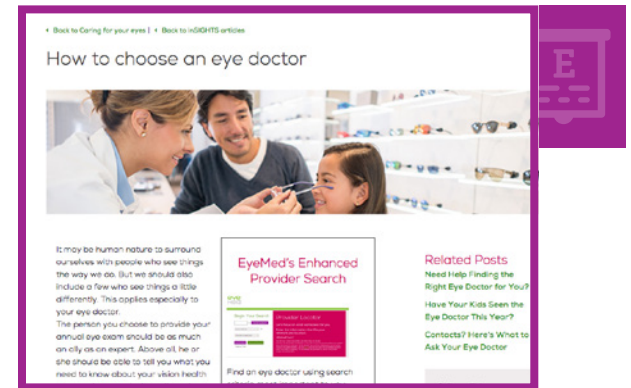 Back to Caring for your eyes | Back to inSIGHTS articles
How to choose an eye doctor
E
It may be human nature to surround
ourselves with people who see things
the way we do. But we should also
include a few who see things a little
differently. This applies especially to
your eye doctor.
The person you choose to provide your
annual eye exam should be as much
an ally as an expert. Above all, he or
she should be able to tell you what you
need to know about your vision health
EyeMed's Enhanced
Provider Search
Provider Locator
Find an eye doctor using search
Related Posts
Need Help Finding the
Right Eye Doctor for You?
Have Your Kids Seen the
Eye Doctor This Year?
Contacts? Here's What to
Ask Your Eye Doctor